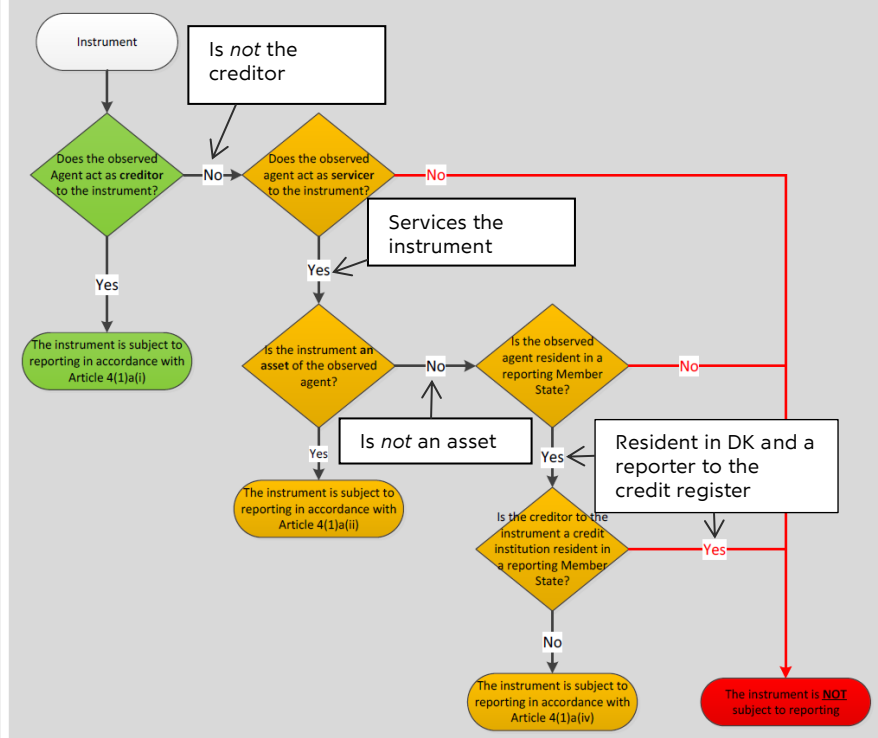 Instrument
Is not the
creditor
Does the observed
Agent act as creditor
to the instrument?
No
Does the observed
agent act as servicer
to the instrument?
No
Services the
instrument
Yes
Yes
The instrument is subject to
reporting in accordance with
Article 4(1)a(i)
Is the instrument an
asset of the observed
agent?
No
Is the observed
agent resident in a
reporting Member
State?
No
Is not an asset
Resident in DK and a
reporter to the
credit register
Yes
Yes
The instrument is subject to
reporting in accordance with
Article 4(1)a(ii)
Is the creditor to the
instrument a credit
institution resident in
a reporting Member
State?
Yes
No
The instrument is subject to
reporting in accordance with
Article 4(1)a(iv)
The instrument is NOT
subject to reporting